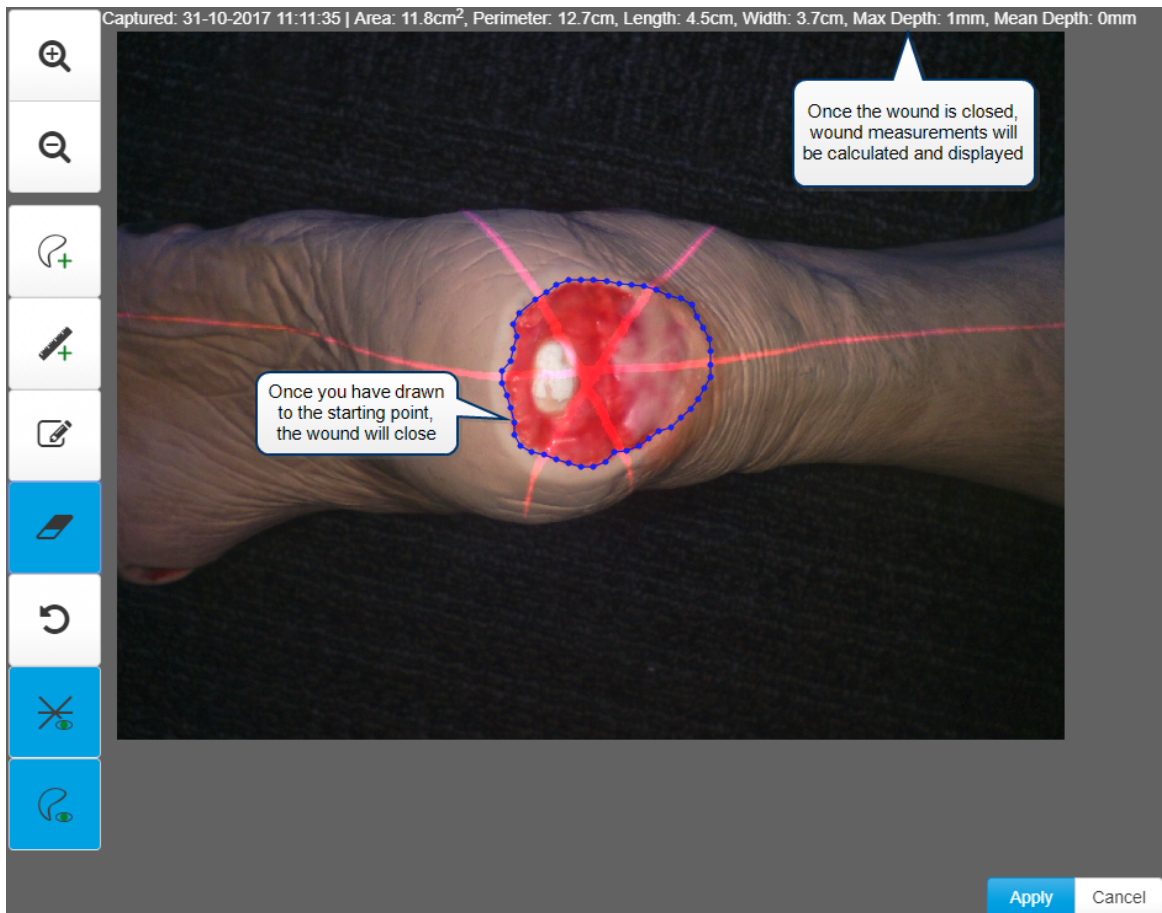 Captured: 31-10-2017 11:11:35 | Area: 11.8cm², Perimeter: 12.7cm, Length: 4.5cm, Width: 3.7cm, Max Depth: 1mm, Mean Depth: 0mm
Once the wound is closed,
wound measurements will
be calculated and displayed
Once you have drawn
to the starting point,
the wound will close
Apply
Cancel